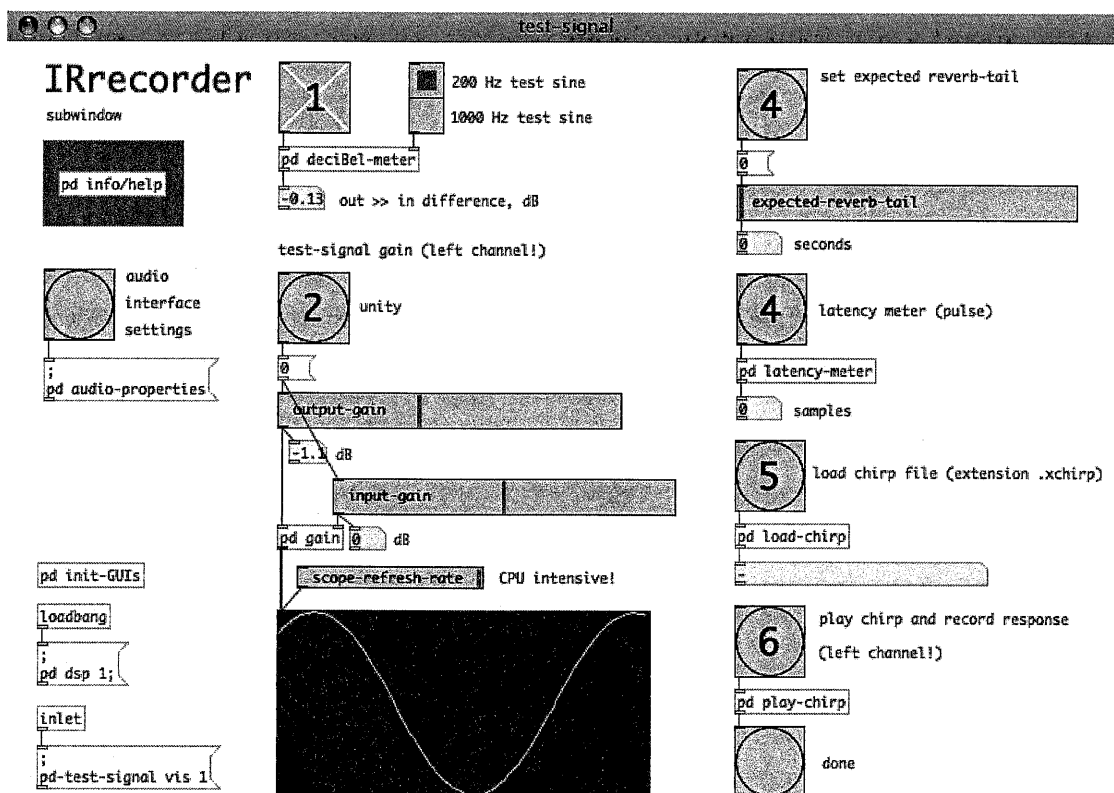 test-signal
IRrecorder
subwindow
pd info/help
audio
interface
settings
;
pd audio-properties
pd init-GUIs
loadbang
;
pd dsp 1;
inlet
;
pd-test-signal vis 1
1
200 Hz test sine
1000 Hz test sine
pd deciBel-meter
-0.13 out >> in difference, dB
test-signal gain (left channel!)
2 unity
0
output-gain
-1.1 dB
input-gain
pd gain 0 dB
scope-refresh-rate CPU intensive!
4 set expected reverb-tail
0
expected-reverb-tail
0 seconds
4 latency meter (pulse)
pd latency-meter
0 samples
5 load chirp file (extension .xchirp)
pd load-chirp
-
6 play chirp and record response
(left channel!)
pd play-chirp
done